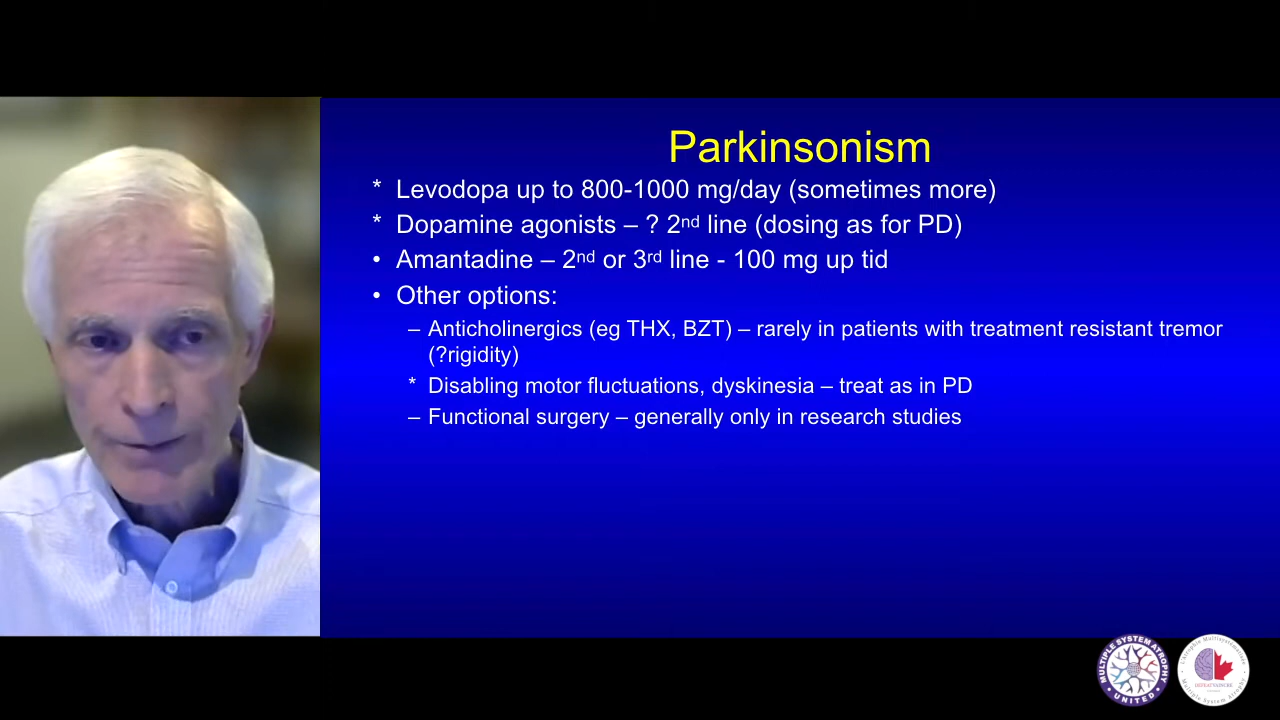 Parkinsonism
* Levodopa up to 800-1000 mg/day (sometimes more)
* Dopamine agonists – ? 2nd line (dosing as for PD)
• Amantadine – 2nd or 3rd line - 100 mg up tid
• Other options:
– Anticholinergics (eg THX, BZT) – rarely in patients with treatment resistant tremor
(?rigidity)
* Disabling motor fluctuations, dyskinesia – treat as in PD
– Functional surgery – generally only in research studies
MULTIPLE SYSTEM ATROPHY
UNITED
Multiple System Atrophy